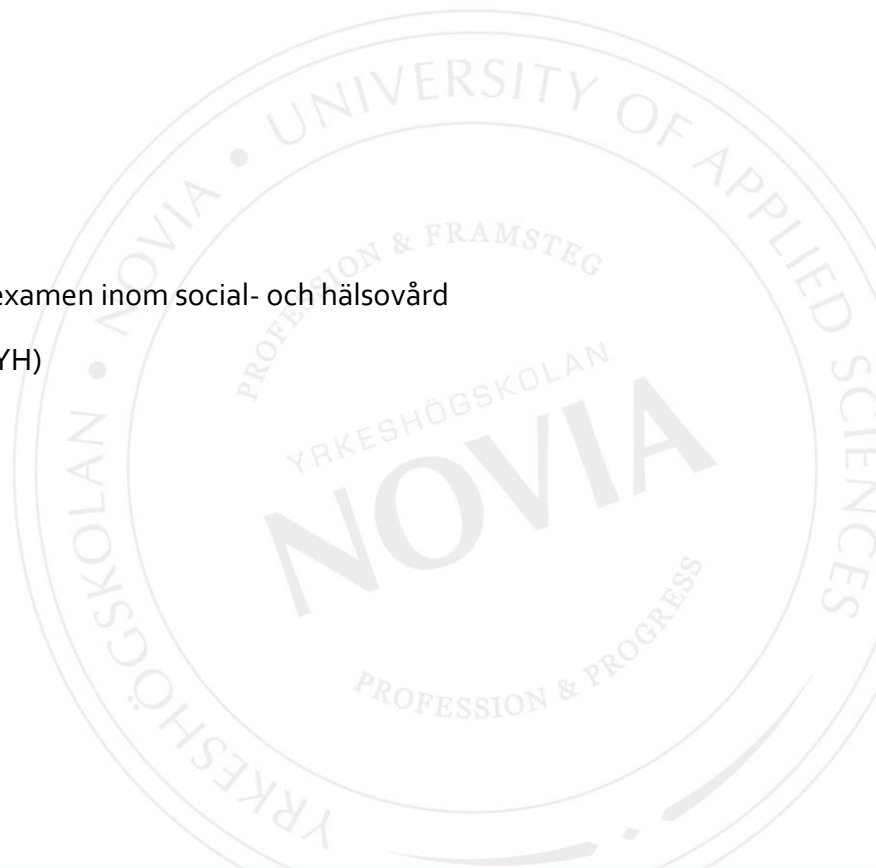 examen inom social- och hälsovård
YH)
YRKESHÖGSKOLAN • NOVIA • UNIVERSITY OF APPLIED SCIENCES
PROFESSION & FRAMSTEG
YRKESHÖGSKOLAN
NOVIA
PROFESSION & PROGRESS